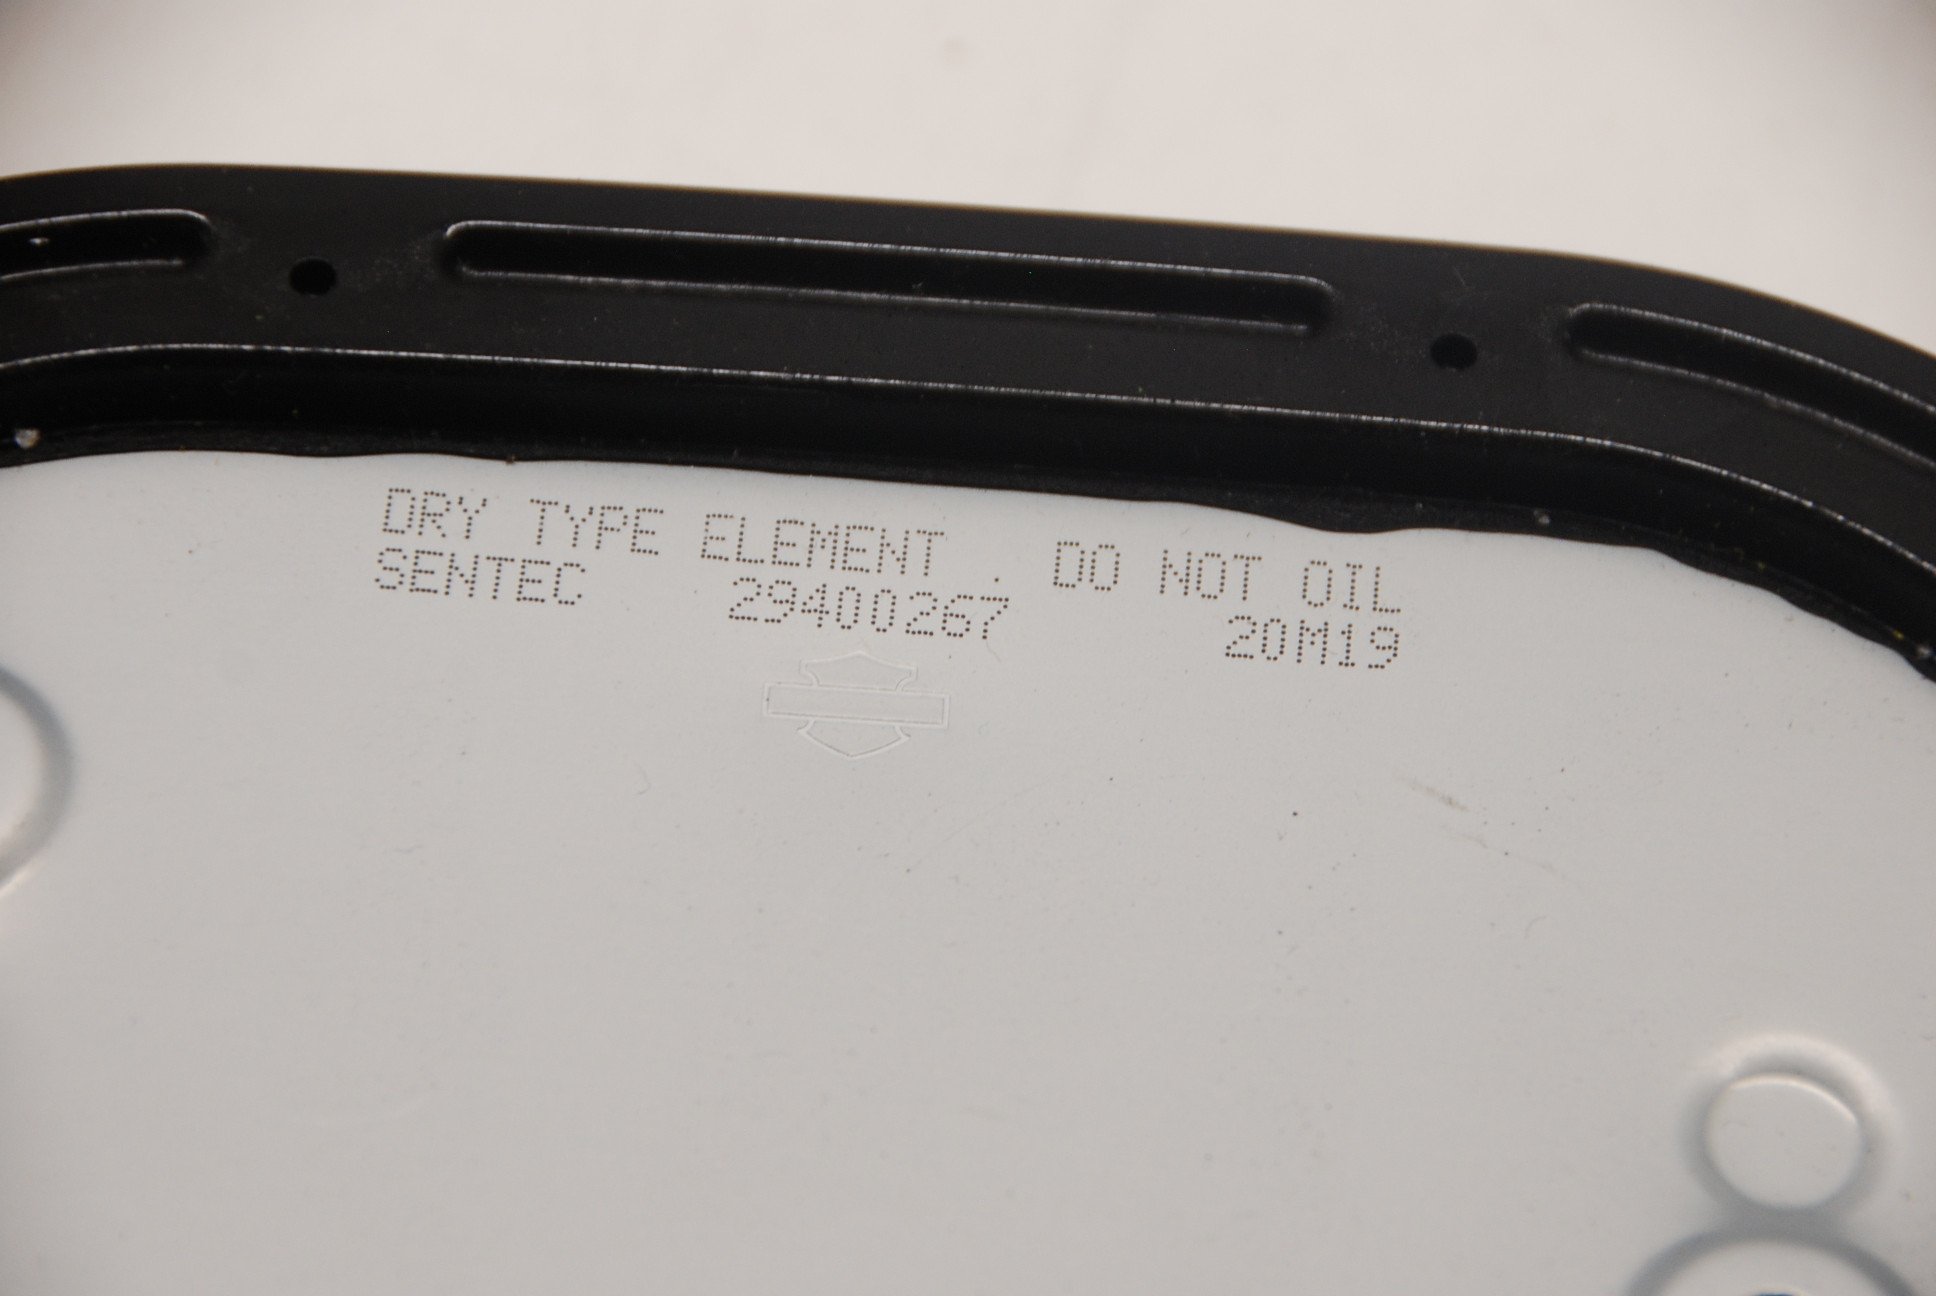 DRY TYPE ELEMENT . DO NOT OIL
SENTEC 29400267 20M19